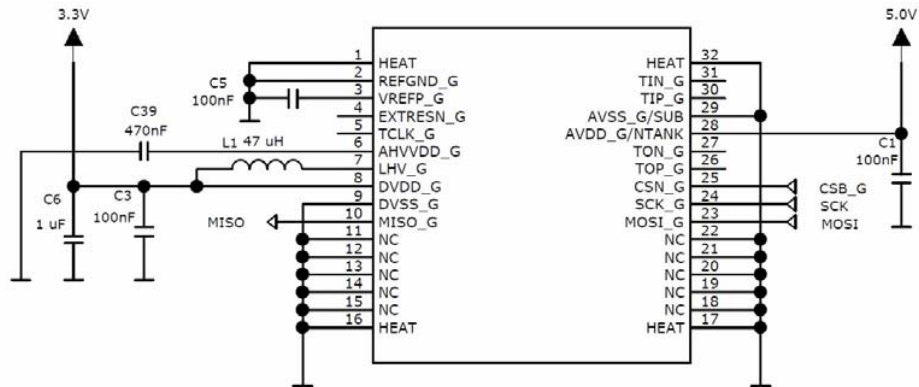 3.3V
5.0V
1 HEAT
2 REFGND_G
3 VREFP_G
4 EXTRESN_G
5 TCLK_G
6 AHVVDD_G
7 LHV_G
8 DVDD_G
9 DVSS_G
10 MISO_G
11 NC
12 NC
13 NC
14 NC
15 NC
16 HEAT
HEAT 32
TIN_G 31
TIP_G 30
AVSS_G/SUB 29
AVDD_G/NTANK 28
TON_G 27
TOP_G 26
CSN_G 25
SCK_G 24
MOSI_G 23
NC 22
NC 21
NC 20
NC 19
NC 18
HEAT 17
C5
100nF
C39
470nF
L1 47 uH
C6
1 uF
C3
100nF
MISO
C1
100nF
CSB_G
SCK
MOSI